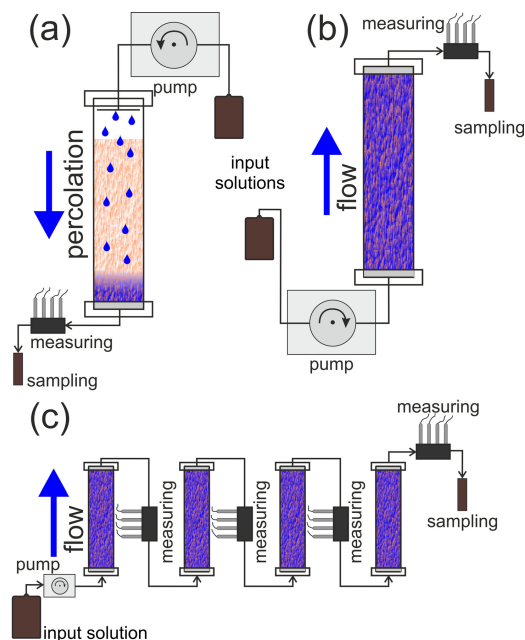 (a)
pump
percolation
measuring
sampling
(b)
measuring
sampling
input
solutions
flow
pump
(c)
measuring
sampling
flow
measuring
measuring
measuring
pump
input solution